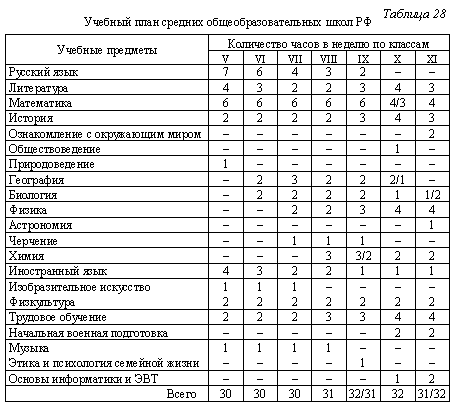 Таблица 28
Учебный план средних общеобразовательных школ РФ
Учебные предметы Количество часов в неделю по классам
V VI VII VIII IX X XI
Русский язык 7 6 4 3 2 – –
Литература 4 3 2 2 3 4 3
Математика 6 6 6 6 6 4/3 4
История 2 2 2 2 3 4 3
Ознакомление с окружающим миром – – – – – – 2
Обществоведение – – – – – 1 –
Природоведение 1 – – – – – –
География – 2 3 2 2 2/1 –
Биология – 2 2 2 2 1 1/2
Физика – – 2 2 3 4 4
Астрономия – – – – – – 1
Черчение – – 1 1 1 – –
Химия – – – 3 3/2 2 2
Иностранный язык 4 3 2 2 1 1 1
Изобразительное искусство 1 1 1 – – – –
Физкультура 2 2 2 2 2 2 2
Трудовое обучение 2 2 2 3 3 4 4
Начальная военная подготовка – – – – – 2 2
Музыка 1 1 1 1 – – –
Этика и психология семейной жизни – – – – 1 – –
Основы информатики и ЭВТ – – – – – 1 2
Всего 30 30 30 31 32/31 32 31/32